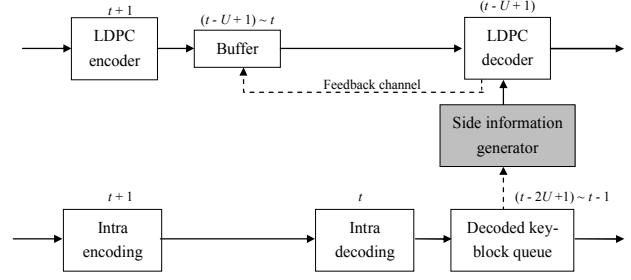 t + 1
(t - U + 1) ~ t
(t - U + 1)
LDPC
encoder
Buffer
LDPC
decoder
Feedback channel
Side information
generator
t + 1
t
(t - 2U +1) ~ t - 1
Intra
encoding
Intra
decoding
Decoded key-
block queue